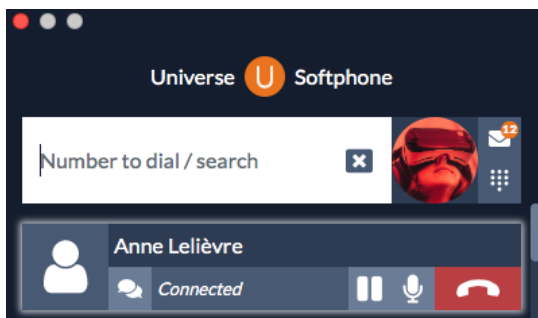 Universe U Softphone
Number to dial / search
12
Anne Lelièvre
Connected